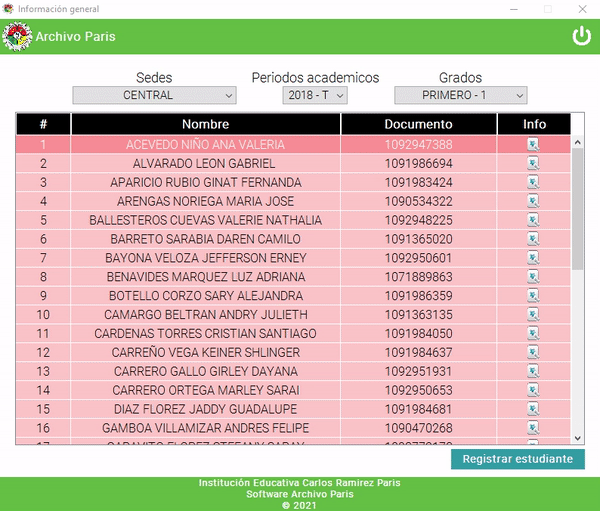 Información general
Archivo Paris
Sedes Periodos academicos Grados
CENTRAL 2018 - T PRIMERO - 1
# Nombre Documento Info
1 ACEVEDO NIÑO ANA VALERIA 1092947388
2 ALVARADO LEON GABRIEL 1091986694
3 APARICIO RUBIO GINAT FERNANDA 1091983424
4 ARENGAS NORIEGA MARIA JOSE 1090534322
5 BALLESTEROS CUEVAS VALERIE NATHALIA 1092948225
6 BARRETO SARABIA DAREN CAMILO 1091365020
7 BAYONA VELOZA JEFFERSON ERNEY 1092950601
8 BENAVIDES MARQUEZ LUZ ADRIANA 1071889863
9 BOTELLO CORZO SARY ALEJANDRA 1091986359
10 CAMARGO BELTRAN ANDRY JULIETH 1091363135
11 CARDENAS TORRES CRISTIAN SANTIAGO 1091984050
12 CARREÑO VEGA KEINER SHLINGER 1091984637
13 CARRERO GALLO GIRLEY DAYANA 1092951931
14 CARRERO ORTEGA MARLEY SARAI 1092950653
15 DIAZ FLOREZ JADDY GUADALUPE 1091984681
16 GAMBOA VILLAMIZAR ANDRES FELIPE 1090470268
Registrar estudiante
Institución Educativa Carlos Ramirez Paris
Software Archivo Paris
© 2021